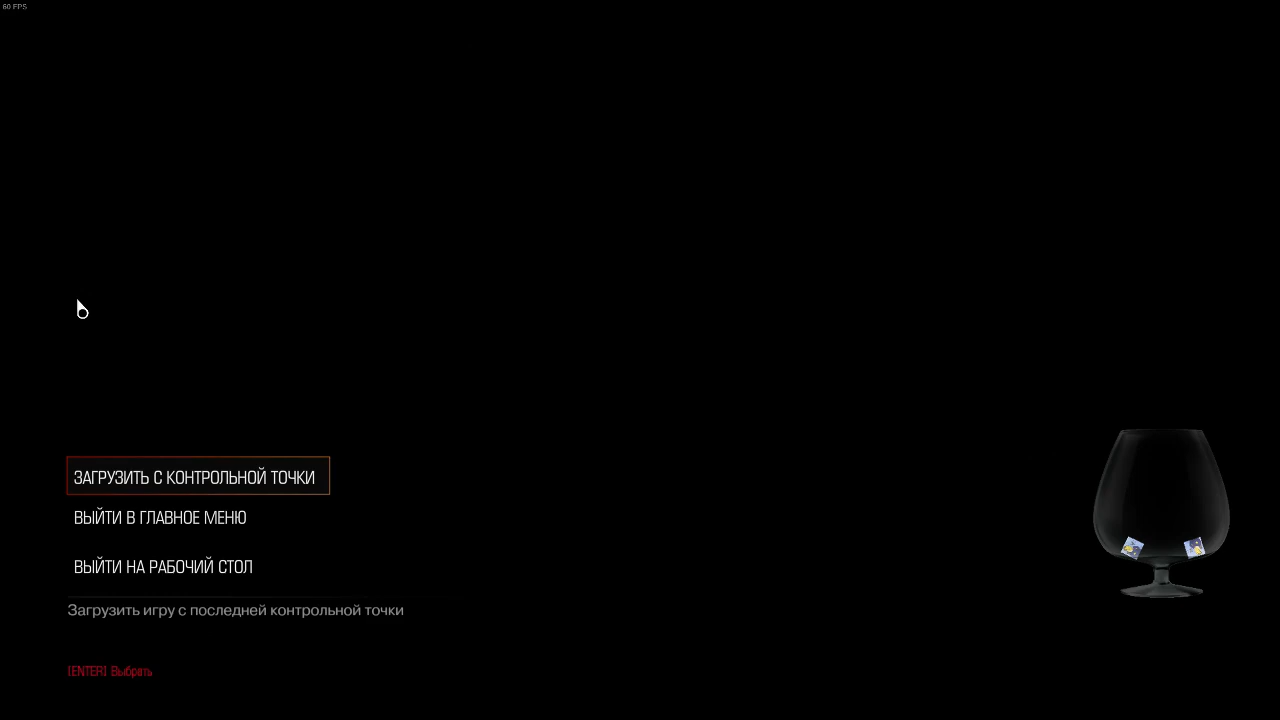 60 FPS
ЗАГРУЗИТЬ С КОНТРОЛЬНОЙ ТОЧКИ
ВЫЙТИ В ГЛАВНОЕ МЕНЮ
ВЫЙТИ НА РАБОЧИЙ СТОЛ
Загрузить игру с последней контрольной точки
[ENTER] Выбрать